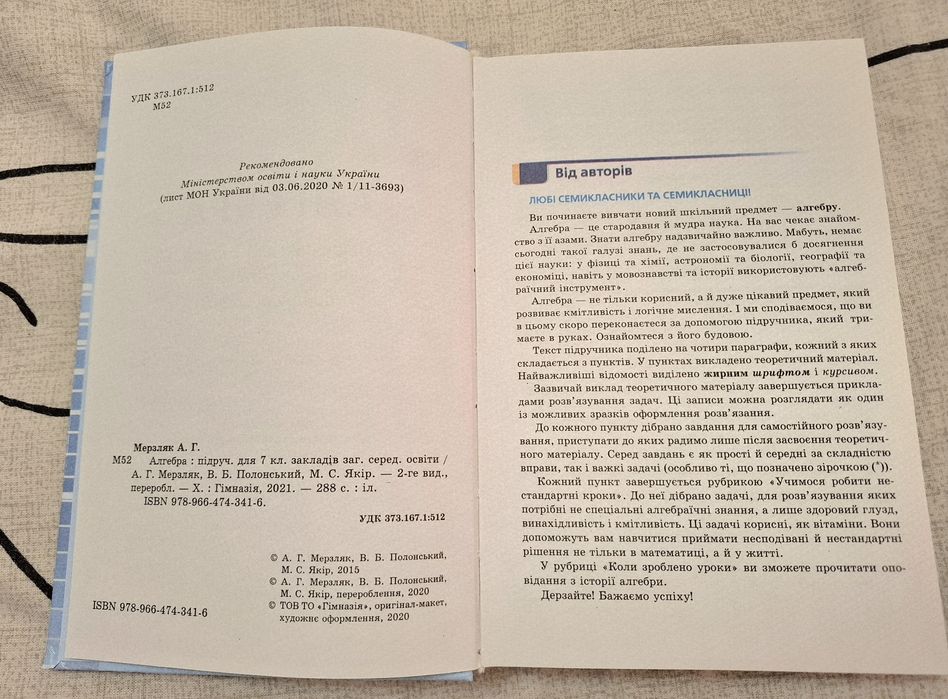 УДК 373.167.1:512
М52
Рекомендовано
Міністерством освіти і науки України
(лист МОН України від 03.06.2020 № 1/11-3693)
Мерзляк А. Г.
М52 Алгебра : підруч. для 7 кл. закладів заг. серед. освіти /
А. Г. Мерзляк, В. Б. Полонський, М. С. Якір. — 2-ге вид.,
переробл. — Х. : Гімназія, 2021. — 288 с. : іл.
ISBN 978-966-474-341-6.
УДК 373.167.1:512
© А. Г. Мерзляк, В. Б. Полонський,
М. С. Якір, 2015
© А. Г. Мерзляк, В. Б. Полонський,
М. С. Якір, перероблення, 2020
© ТОВ ТО «Гімназія», оригінал-макет,
художнє оформлення, 2020
ISBN 978-966-474-341-6
Від авторів
ЛЮБІ СЕМИКЛАСНИКИ ТА СЕМИКЛАСНИЦІ!
Ви починаєте вивчати новий шкільний предмет — алгебру.
Алгебра — це стародавня й мудра наука. На вас чекає знайом-
ство з її азами. Знати алгебру надзвичайно важливо. Мабуть, немає
сьогодні такої галузі знань, де не застосовувалися б досягнення
цієї науки: у фізиці та хімії, астрономії та біології, географії та
економіці, навіть у мовознавстві та історії використовують «алгеб-
раїчний інструмент».
Алгебра — не тільки корисний, а й дуже цікавий предмет, який
розвиває кмітливість і логічне мислення. І ми сподіваємося, що ви
в цьому скоро переконаєтеся за допомогою підручника, який три-
маєте в руках. Ознайомтеся з його будовою.
Текст підручника поділено на чотири параграфи, кожний з яких
складається з пунктів. У пунктах викладено теоретичний матеріал.
Найважливіші відомості виділено жирним шрифтом і курсивом.
Зазвичай виклад теоретичного матеріалу завершується прикла-
дами розв'язування задач. Ці записи можна розглядати як один
із можливих зразків оформлення розв'язання.
До кожного пункту дібрано завдання для самостійного розв'язу-
вання, приступати до яких радимо лише після засвоєння теоретич-
ного матеріалу. Серед завдань є як прості й середні за складністю
вправи, так і важкі задачі (особливо ті, що позначено зірочкою (*)).
Кожний пункт завершується рубрикою «Учимося робити не-
стандартні кроки». До неї дібрано задачі, для розв'язування яких
потрібні не спеціальні алгебраїчні знання, а лише здоровий глузд,
винахідливість і кмітливість. Ці задачі корисні, як вітаміни. Вони
допоможуть вам навчитися приймати несподівані й нестандартні
рішення не тільки в математиці, а й у житті.
У рубриці «Коли зроблено уроки» ви зможете прочитати опо-
відання з історії алгебри.
Дерзайте! Бажаємо успіху!